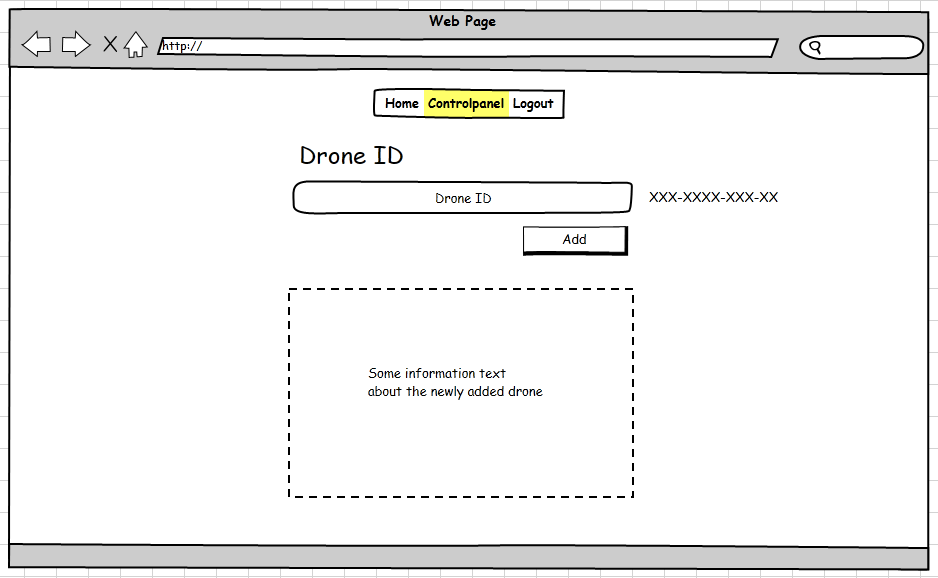 Web Page
http://
Home Controlpanel Logout
Drone ID
Drone ID XXX-XXXX-XXX-XX
Add
Some information text
about the newly added drone